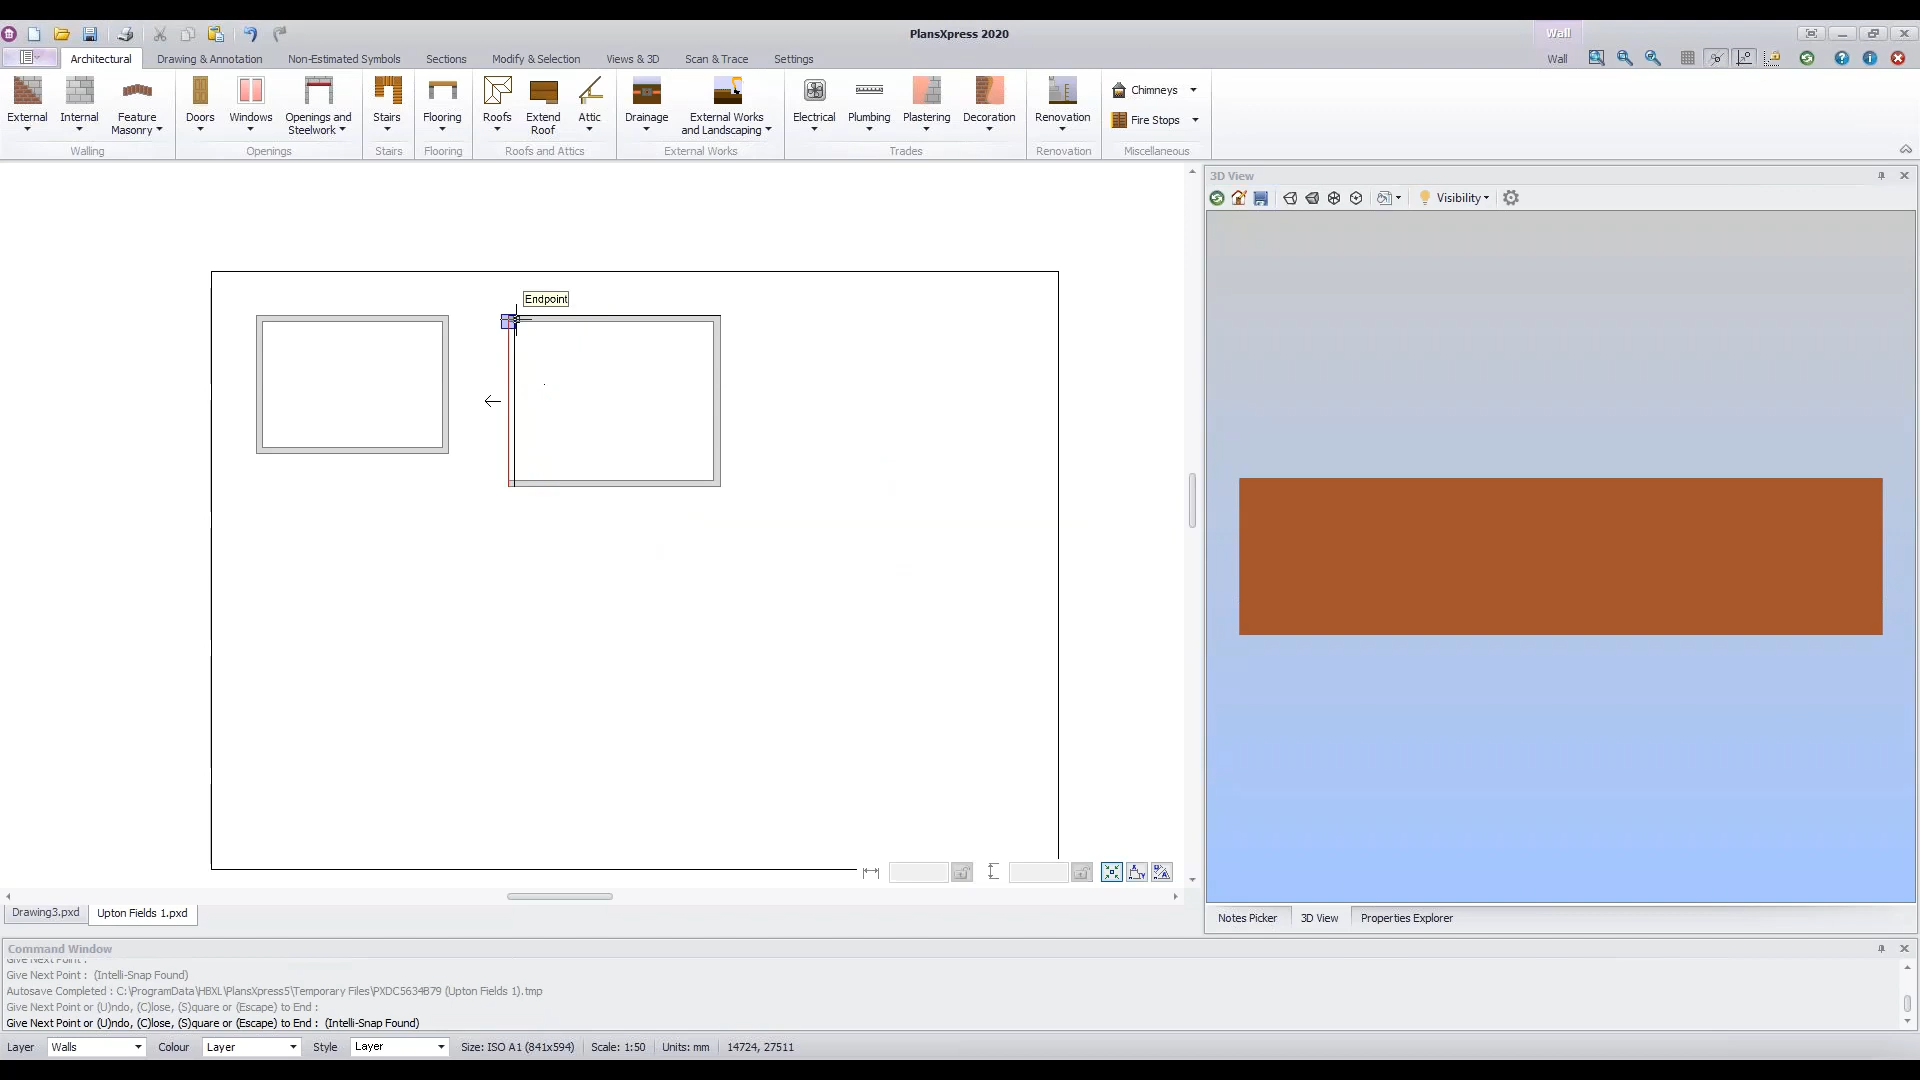 PlansXpress 2020
Wall
Architectural
Drawing & Annotation
Non-Estimated Symbols
Sections
Modify & Selection
Views & 3D
Scan & Trace
Settings
Wall
External
Internal
Feature
Masonry
Doors
Windows
Openings and
Steelwork
Stairs
Flooring
Roofs
Extend
Roof
Attic
Drainage
External Works
and Landscaping
Electrical
Plumbing
Plastering
Decoration
Renovation
Chimneys
Fire Stops
Walling
Openings
Stairs
Flooring
Roofs and Attics
External Works
Trades
Renovation
Miscellaneous
3D View
Visibility
Endpoint
Drawing3.pxd
Upton Fields 1.pxd
Notes Picker
3D View
Properties Explorer
Command Window
Give Next Point :
Give Next Point : (Intelli-Snap Found)
Autosave Completed : C:\ProgramData\HBXL\PlansXpress5\Temporary Files\PXDC5634B79 (Upton Fields 1).tmp
Give Next Point or (U)ndo, (C)lose, (S)quare or (Escape) to End :
Give Next Point or (U)ndo, (C)lose, (S)quare or (Escape) to End : (Intelli-Snap Found)
Layer Walls Colour Layer Style Layer Size: ISO A1 (841x594) Scale: 1:50 Units: mm 14724, 27511